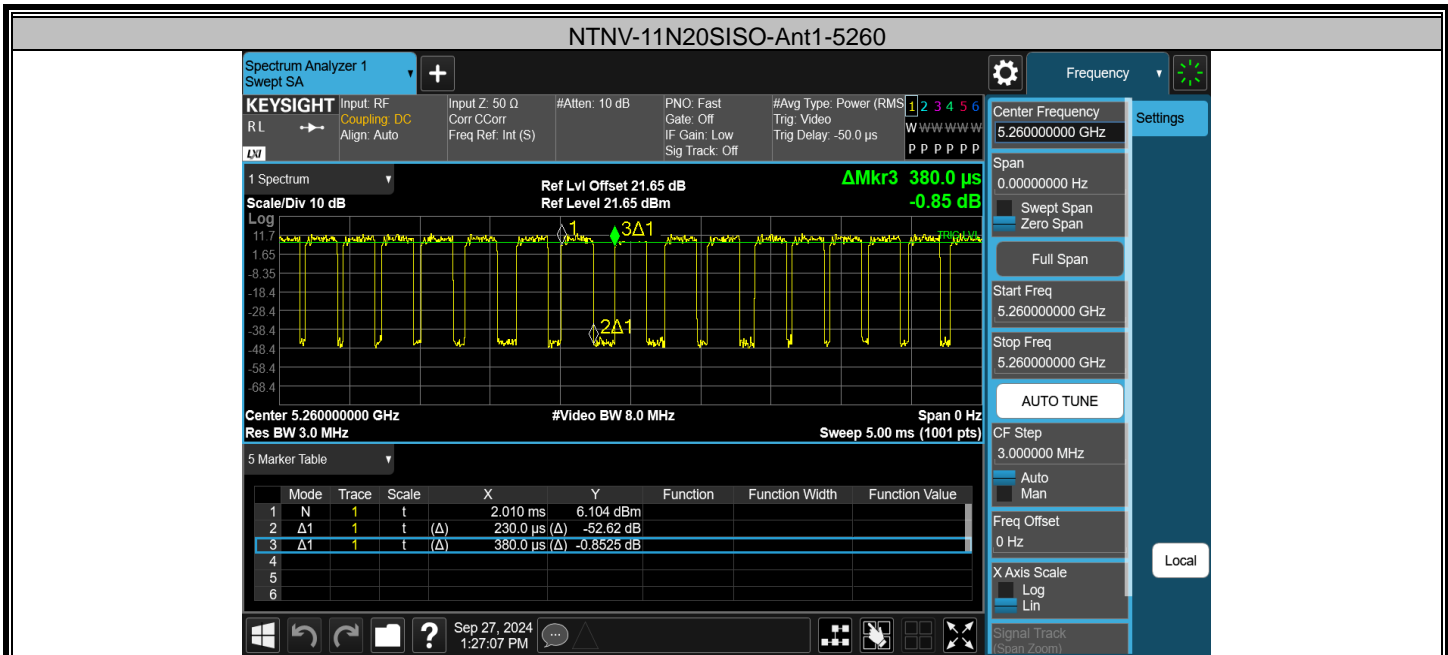 NTNV-11N20SISO-Ant1-5260
Spectrum Analyzer 1
Swept SA
+
Frequency
KEYSIGHT
RL
LXI
Input: RF
Coupling: DC
Align: Auto
Input Z: 50 Ω
Corr CCorr
Freq Ref: Int (S)
#Atten: 10 dB
PNO: Fast
Gate: Off
IF Gain: Low
Sig Track: Off
#Avg Type: Power (RMS
Trig: Video
Trig Delay: -50.0 µs
1 2 3 4 5 6
W W W W W W
P P P P P P
1 Spectrum
Scale/Div 10 dB
Ref Lvl Offset 21.65 dB
Ref Level 21.65 dBm
ΔMkr3 380.0 µs
-0.85 dB
Log
11.7
1.65
-8.35
-18.4
-28.4
-38.4
-48.4
-58.4
-68.4
1
3Δ1
2Δ1
TRIG LVL
Center 5.260000000 GHz
Res BW 3.0 MHz
#Video BW 8.0 MHz
Span 0 Hz
Sweep 5.00 ms (1001 pts)
5 Marker Table
Mode Trace Scale X Y Function Function Width Function Value
1 N 1 t 2.010 ms 6.104 dBm
2 Δ1 1 t (Δ) 230.0 µs (Δ) -52.62 dB
3 Δ1 1 t (Δ) 380.0 µs (Δ) -0.8525 dB
4
5
6
?
Sep 27, 2024
1:27:07 PM
Center Frequency
5.260000000 GHz
Settings
Span
0.00000000 Hz
Swept Span
Zero Span
Full Span
Start Freq
5.260000000 GHz
Stop Freq
5.260000000 GHz
AUTO TUNE
CF Step
3.000000 MHz
Auto
Man
Freq Offset
0 Hz
X Axis Scale
Log
Lin
Local
Signal Track
(Span Zoom)